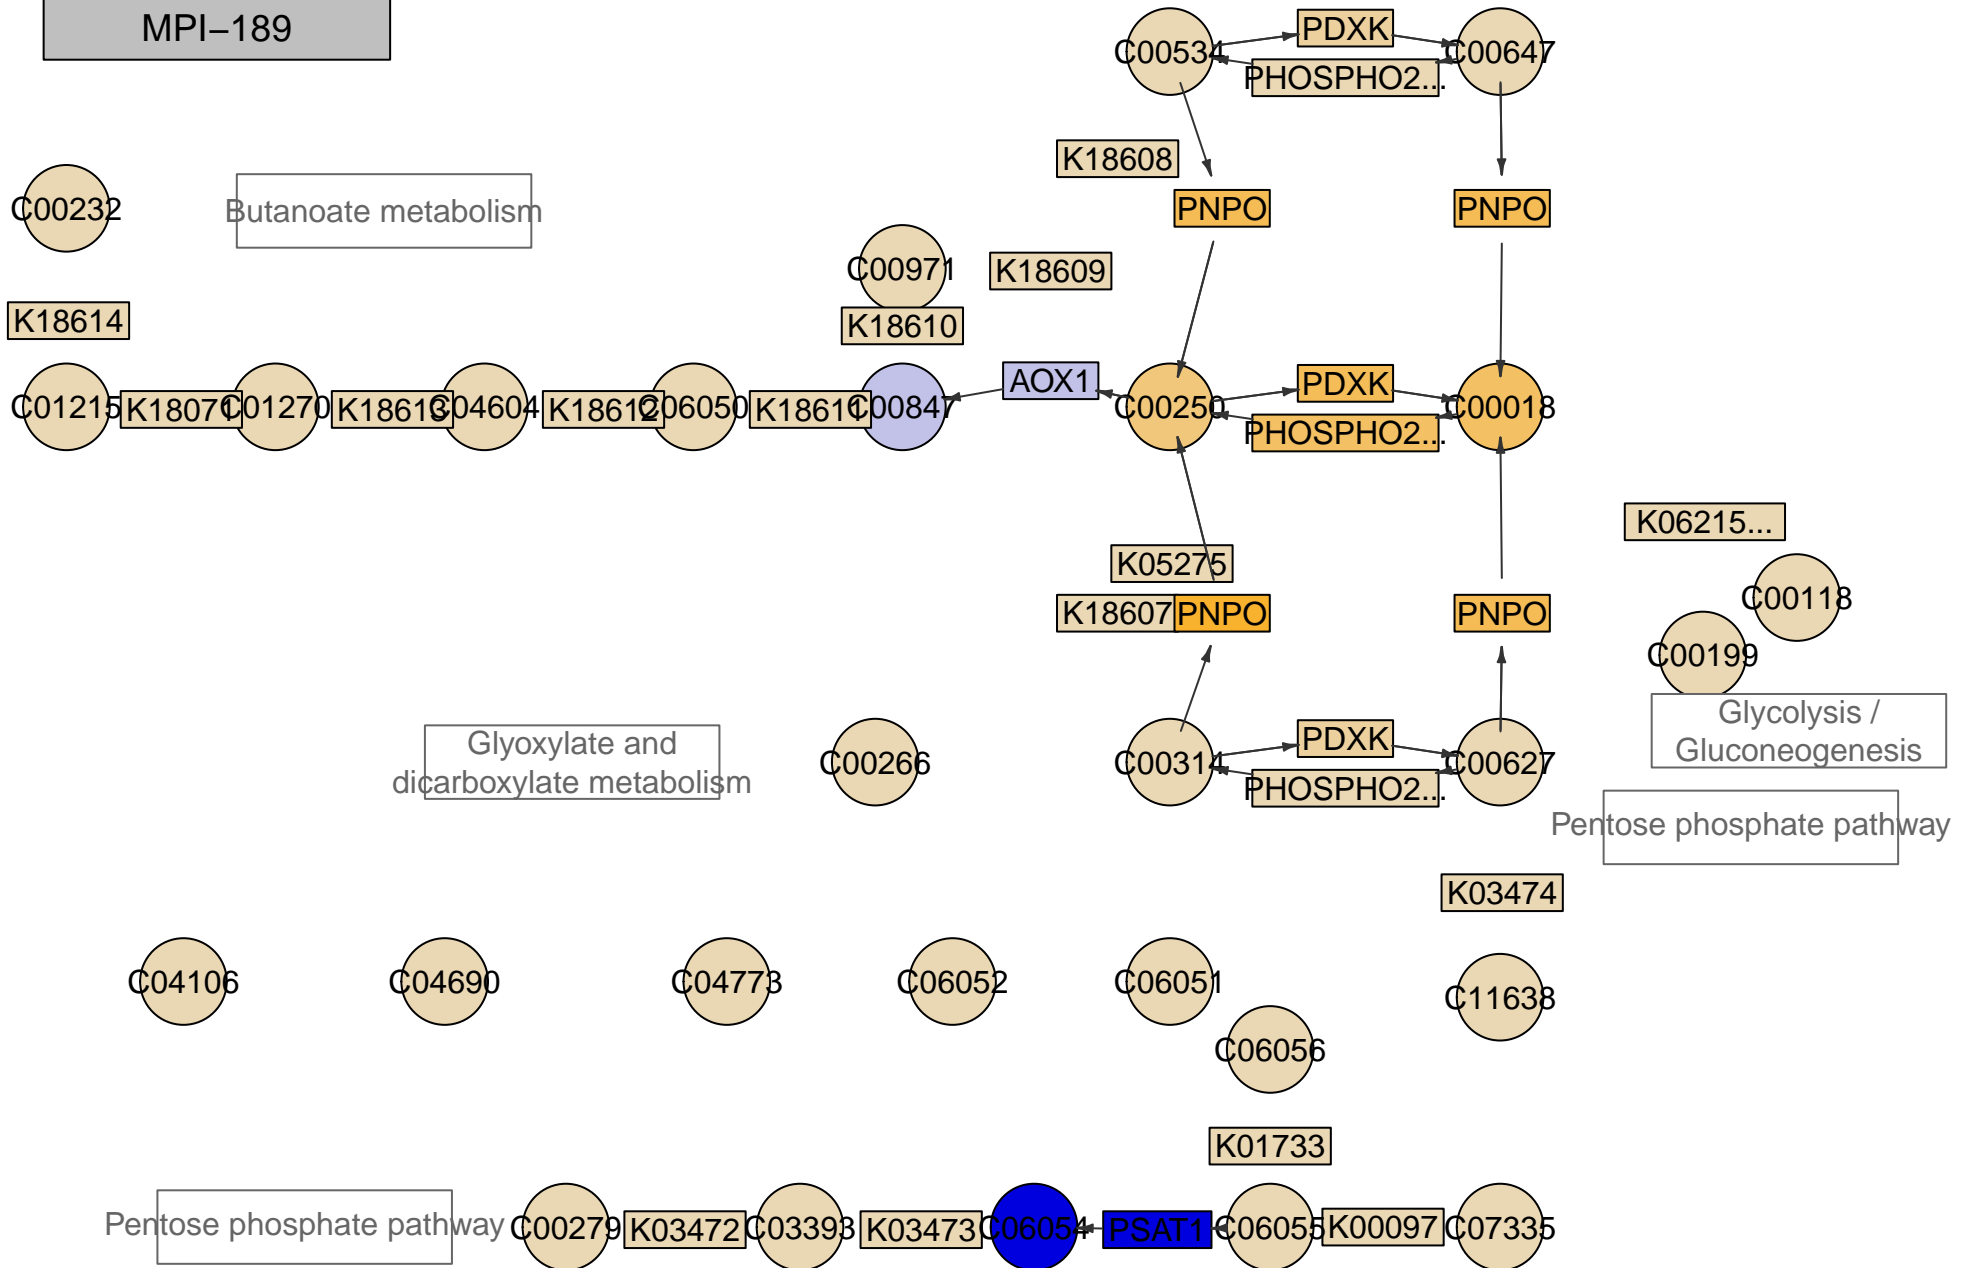 MPI–189
C00534
PDXK
C00647
PHOSPHO2...
K18608
C00232
Butanoate metabolism
PNPO
PNPO
C00971
K18609
K18614
K18610
C01215
K18071
C01270
K18613
C04604
K18612
C06050
K18611
C00847
AOX1
C00250
PDXK
C00018
PHOSPHO2...
K06215...
K05275
C00118
K18607
PNPO
PNPO
C00199
Glycolysis /
Gluconeogenesis
Glyoxylate and
dicarboxylate metabolism
C00266
C00314
PDXK
C00627
PHOSPHO2...
Pentose phosphate pathway
K03474
C04106
C04690
C04773
C06052
C06051
C11638
C06056
K01733
Pentose phosphate pathway
C00279
K03472
C03393
K03473
C06054
PSAT1
C06055
K00097
C07335